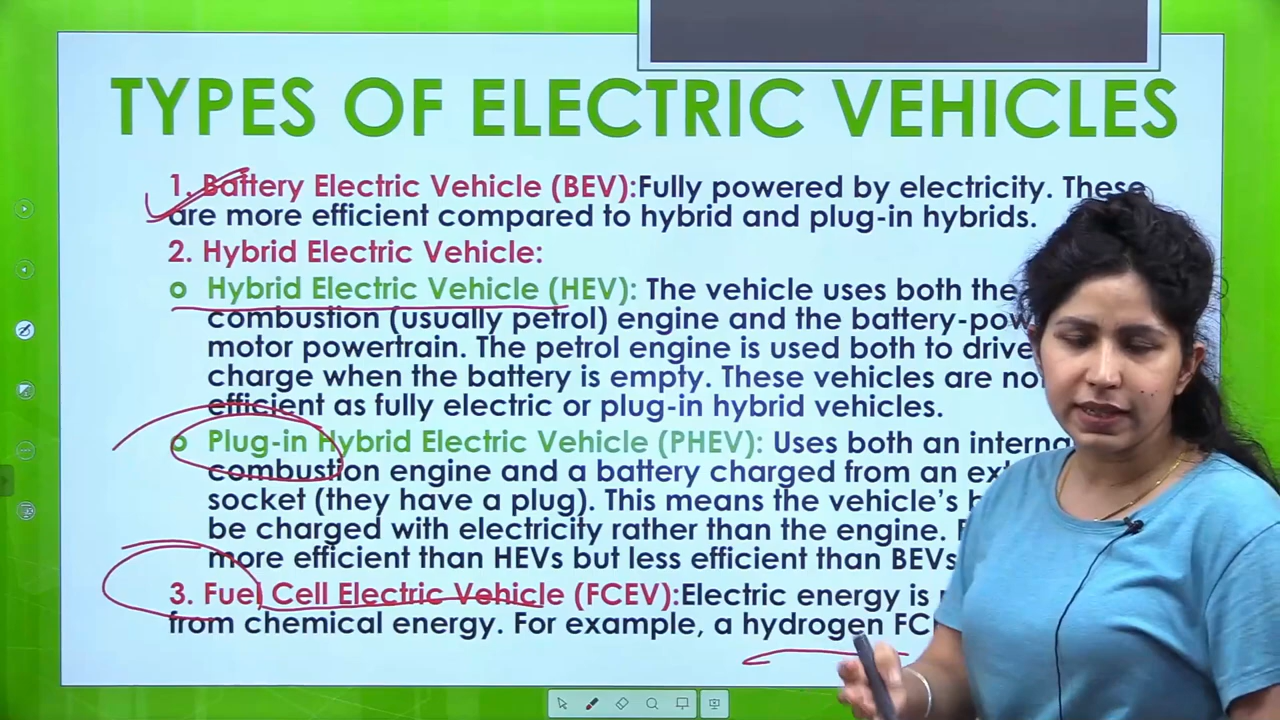 TYPES OF ELECTRIC VEHICLES
1. Battery Electric Vehicle (BEV):Fully powered by electricity. These
are more efficient compared to hybrid and plug-in hybrids.
2. Hybrid Electric Vehicle:
Hybrid Electric Vehicle (HEV): The vehicle uses both the
combustion (usually petrol) engine and the battery-pow
motor powertrain. The petrol engine is used both to drive
charge when the battery is empty. These vehicles are no
efficient as fully electric or plug-in hybrid vehicles.
Plug-in Hybrid Electric Vehicle (PHEV): Uses both an interna
combustion engine and a battery charged from an ext
socket (they have a plug). This means the vehicle's b
be charged with electricity rather than the engine.
more efficient than HEVs but less efficient than BEVs
3. Fuel Cell Electric Vehicle (FCEV):Electric energy is
from chemical energy. For example, a hydrogen FC